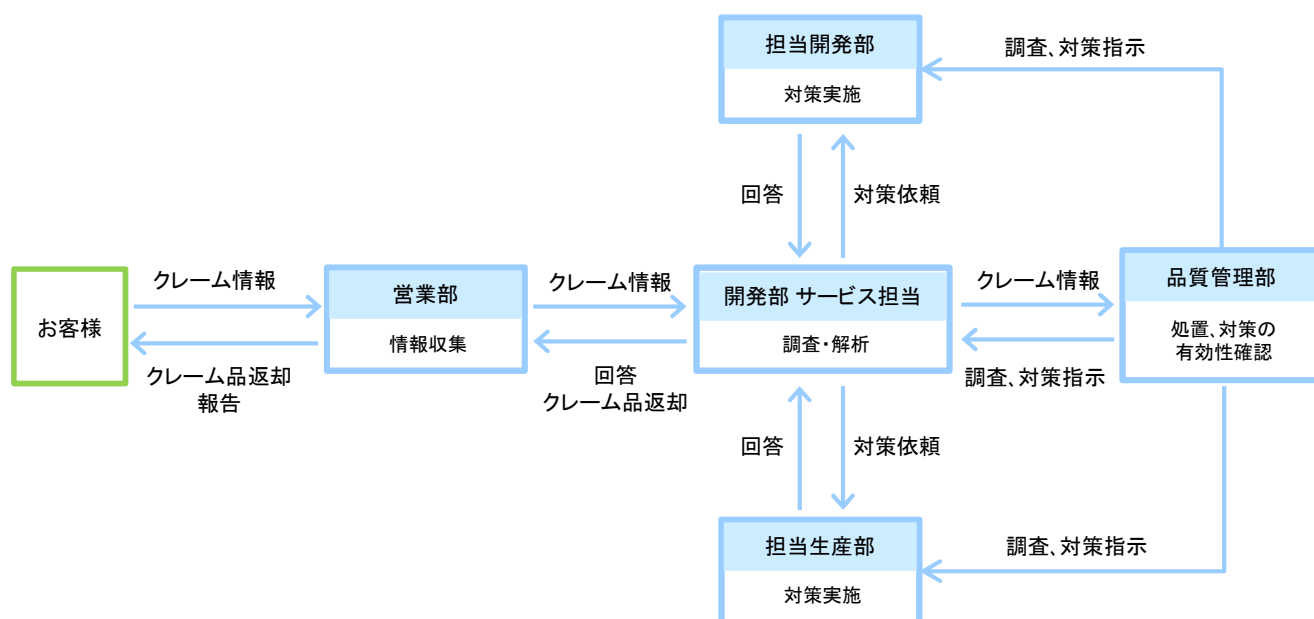 担当開発部
対策実施
調査、対策指示
回答
対策依頼
お客様
クレーム情報
クレーム品返却
報告
営業部
情報収集
クレーム情報
回答
クレーム品返却
開発部 サービス担当
調査・解析
クレーム情報
調査、対策指示
品質管理部
処置、対策の
有効性確認
回答
対策依頼
担当生産部
対策実施
調査、対策指示